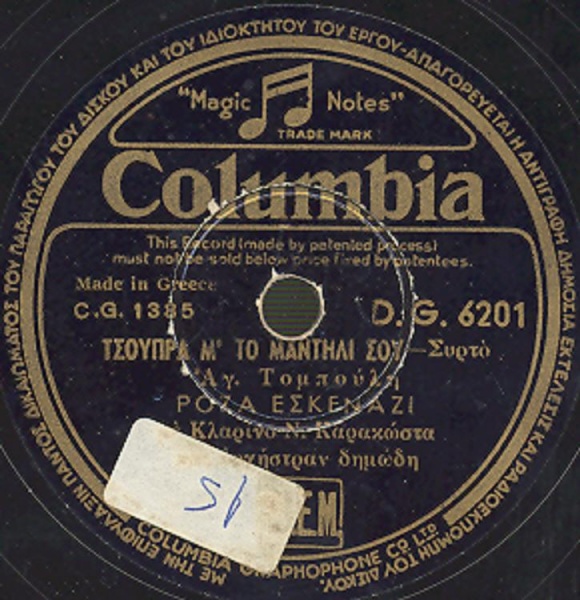 ΜΕ ΤΗΝ ΕΠΙΦΥΛΑΞΙΝ ΠΑΝΤΟΣ ΔΙΚΑΙΩΜΑΤΟΣ ΤΟΥ ΠΑΡΑΓΩΓΟΥ ΤΟΥ ΔΙΣΚΟΥ ΚΑΙ ΤΟΥ ΙΔΙΟΚΤΗΤΟΥ ΤΟΥ ΕΡΓΟΥ-ΑΠΑΓΟΡΕΥΕΤΑΙ Η ΑΝΤΙΓΡΑΦΗ ΔΗΜΟΣΙΑ ΕΚΤΕΛΕΣΙΣ ΚΑΙ ΡΑΔΙΟΕΚΠΟΜΠΗ ΤΟΥ ΔΙΣΚΟΥ.
"Magic Notes"
TRADE MARK
Columbia
This Record (made by patented process)
must not be sold below price fixed by patentees.
Made in Greece
C.G. 1385 D.G. 6201
ΤΣΟΥΠΡΑ Μ' ΤΟ ΜΑΝΤΗΛΙ ΣΟΥ—Συρτὸ
Ἀγ. Τομπούλη
ΡΟΖΑ ΕΣΚΕΝΑΖΙ
Κλαρίνο Ν. Καρακώστα
δημώδη
15
COLUMBIA GRAPHOPHONE CO LTD